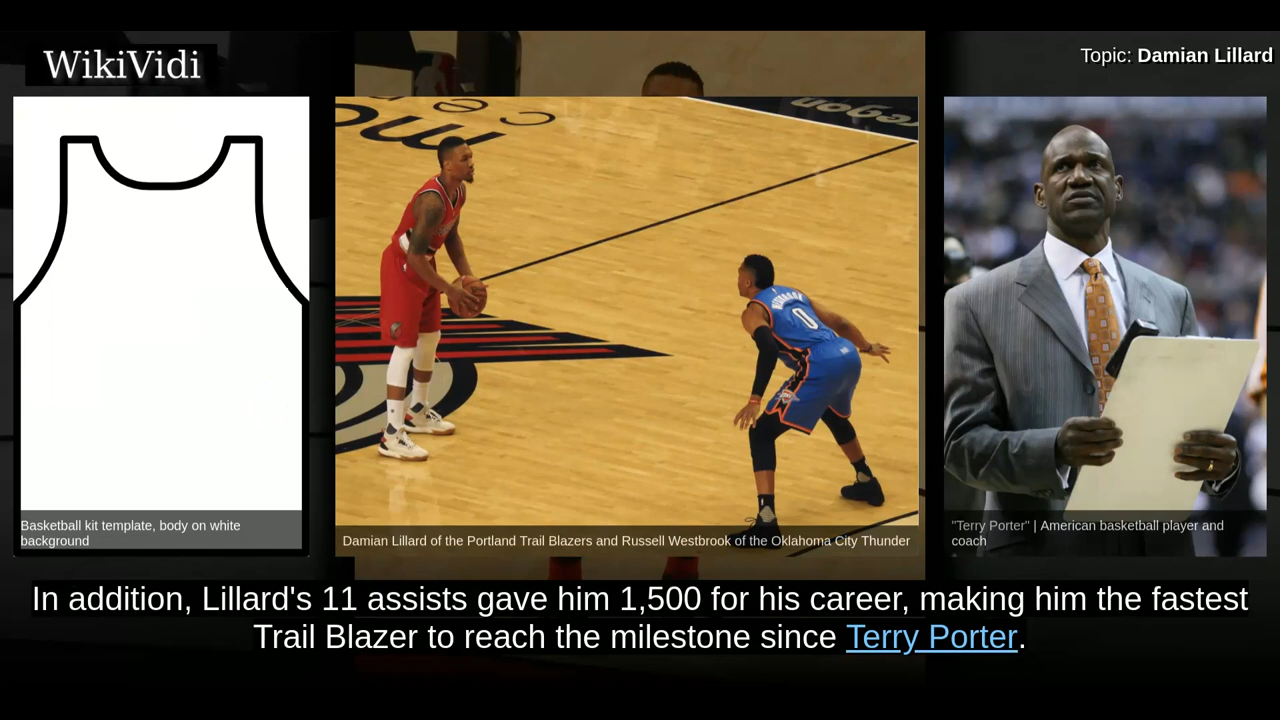 WikiVidi
Topic: Damian Lillard
Basketball kit template, body on white
background
0
Damian Lillard of the Portland Trail Blazers and Russell Westbrook of the Oklahoma City Thunder
"Terry Porter" | American basketball player and
coach
In addition, Lillard's 11 assists gave him 1,500 for his career, making him the fastest
Trail Blazer to reach the milestone since Terry Porter.